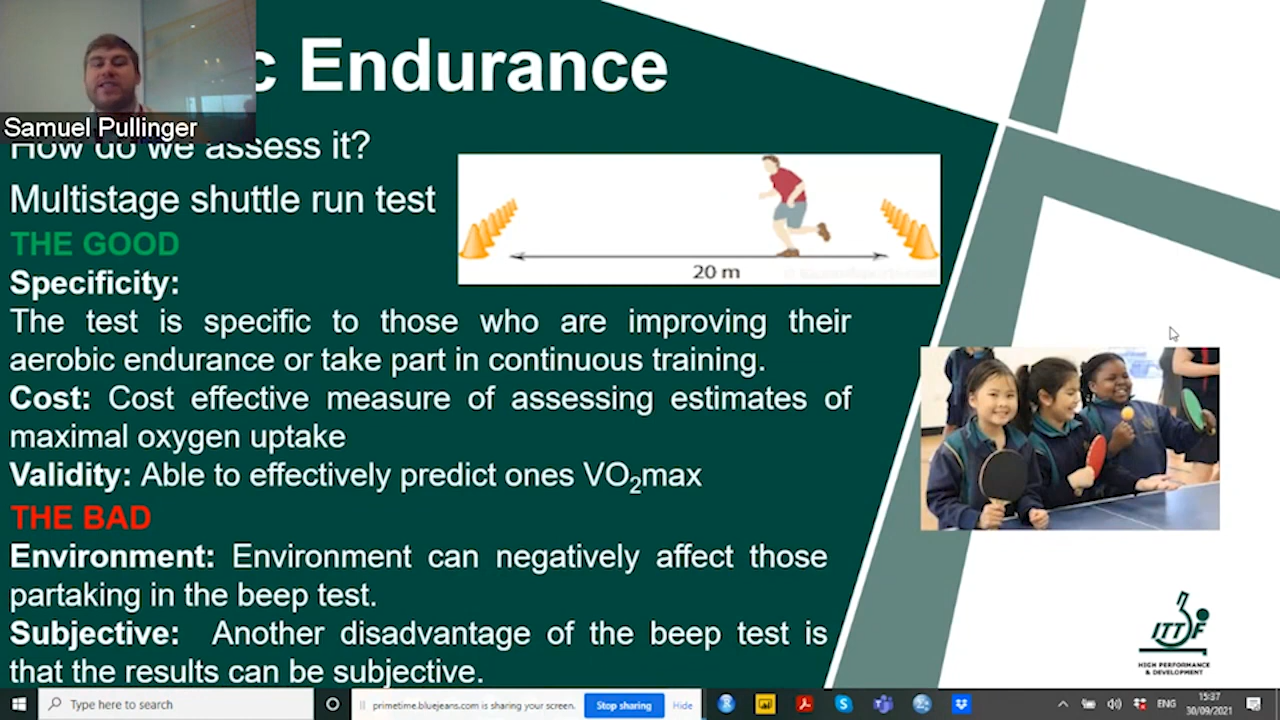 c Endurance
Samuel Pullinger
How do we assess it?
Multistage shuttle run test
20 m
THE GOOD
Specificity:
The test is specific to those who are improving their
aerobic endurance or take part in continuous training.
Cost: Cost effective measure of assessing estimates of
maximal oxygen uptake
Validity: Able to effectively predict ones VO₂max
THE BAD
Environment: Environment can negatively affect those
partaking in the beep test.
Subjective: Another disadvantage of the beep test is
that the results can be subjective.
ITTF
HIGH PERFORMANCE
& DEVELOPMENT
Type here to search
primetime.bluejeans.com is sharing your screen.
Stop sharing
Hide
ENG
15:37
30/09/2021